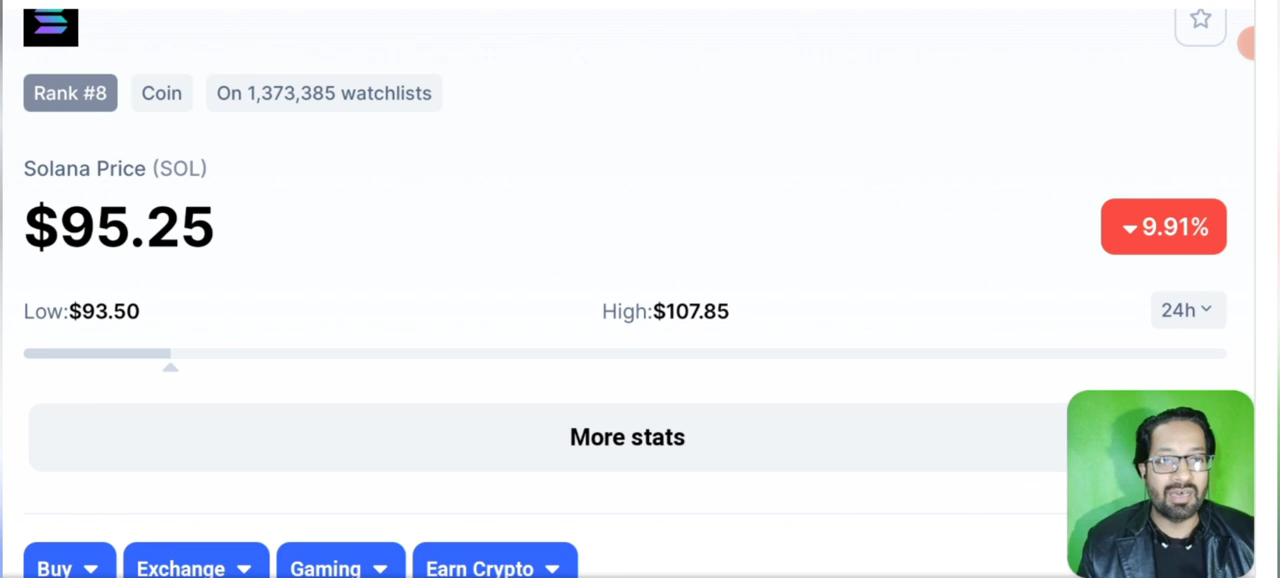 Rank #8 Coin On 1,373,385 watchlists
Solana Price (SOL)
$95.25 9.91%
Low:$93.50 High:$107.85 24h
More stats
Buy Exchange Gaming Earn Crypto